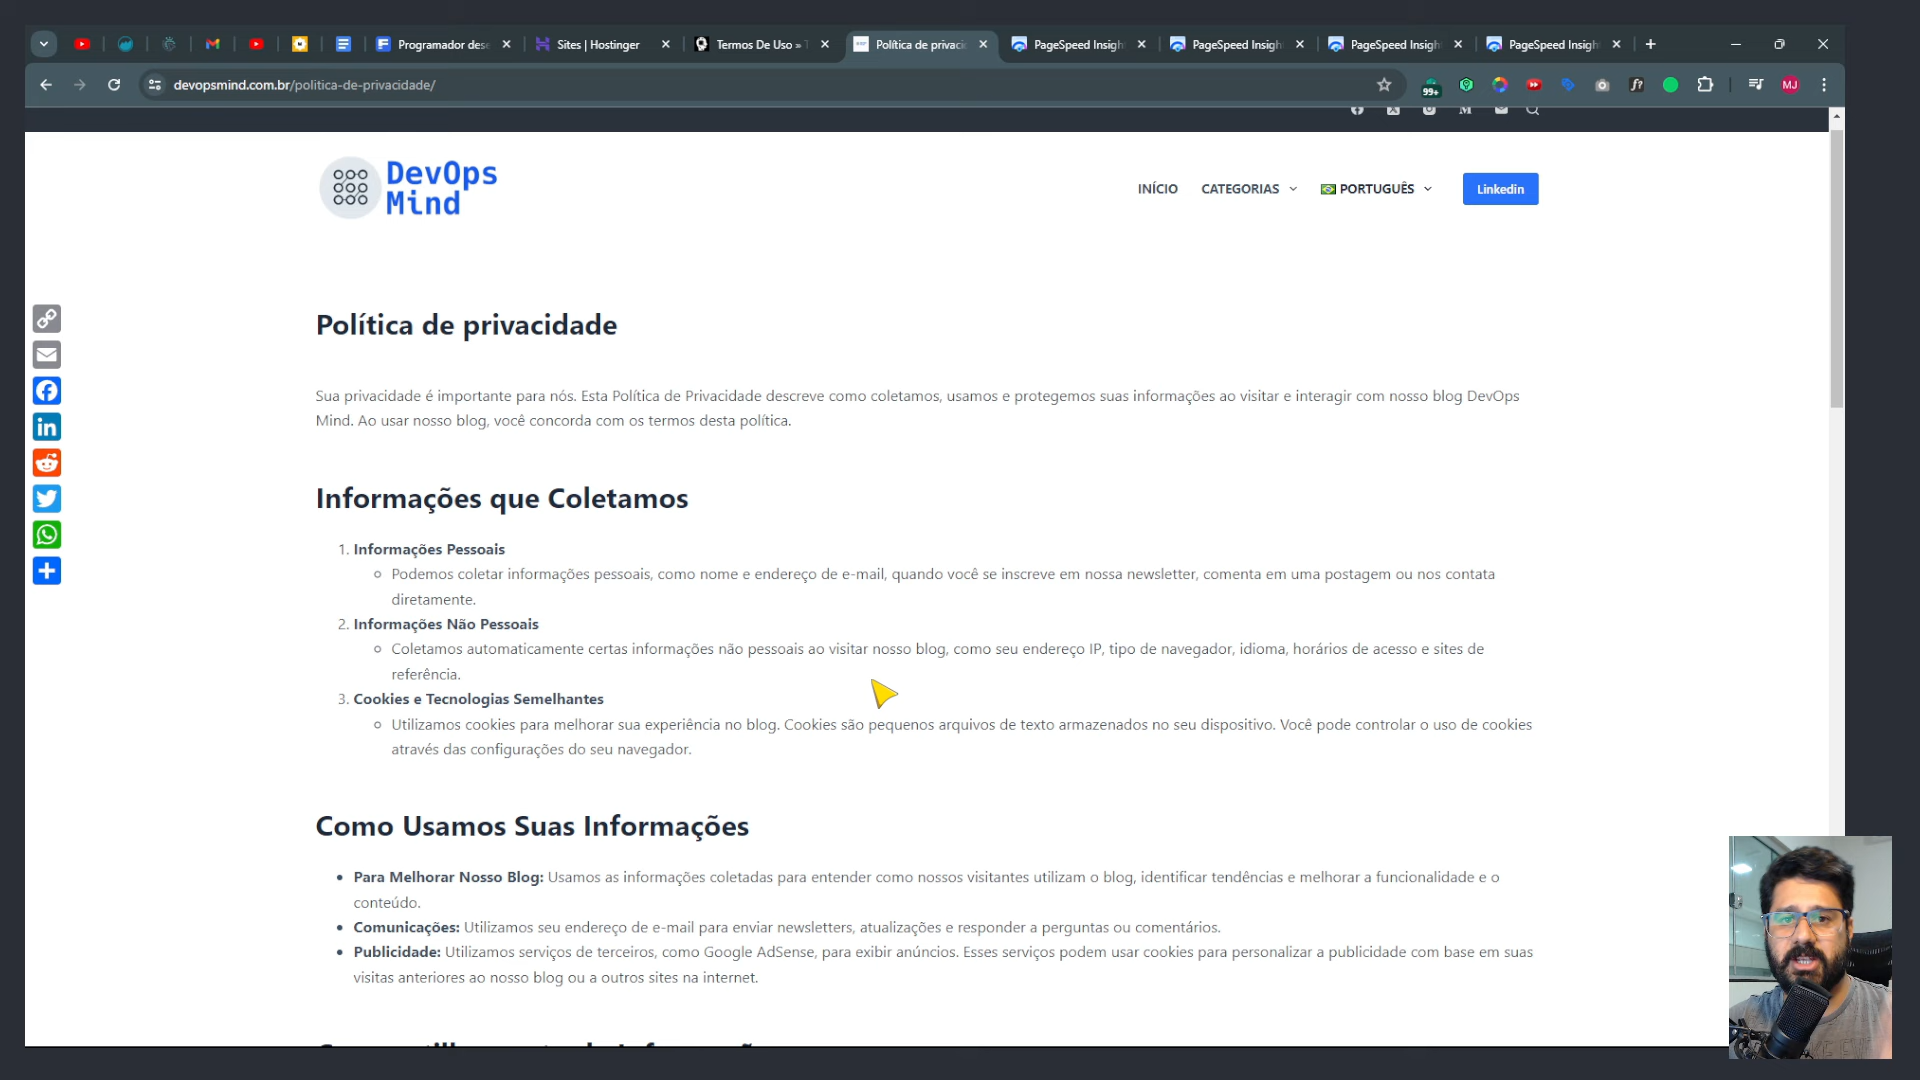 Programador dese
Sites | Hostinger
Termos De Uso » T
Política de privacid
PageSpeed Insigh
PageSpeed Insigh
PageSpeed Insigh
PageSpeed Insigh
devopsmind.com.br/politica-de-privacidade/
99+
f?
MJ
DevOps
Mind
INÍCIO
CATEGORIAS
PORTUGUÊS
Linkedin
Política de privacidade
Sua privacidade é importante para nós. Esta Política de Privacidade descreve como coletamos, usamos e protegemos suas informações ao visitar e interagir com nosso blog DevOps
Mind. Ao usar nosso blog, você concorda com os termos desta política.
Informações que Coletamos
1. Informações Pessoais
Podemos coletar informações pessoais, como nome e endereço de e-mail, quando você se inscreve em nossa newsletter, comenta em uma postagem ou nos contata
diretamente.
2. Informações Não Pessoais
Coletamos automaticamente certas informações não pessoais ao visitar nosso blog, como seu endereço IP, tipo de navegador, idioma, horários de acesso e sites de
referência.
3. Cookies e Tecnologias Semelhantes
Utilizamos cookies para melhorar sua experiência no blog. Cookies são pequenos arquivos de texto armazenados no seu dispositivo. Você pode controlar o uso de cookies
através das configurações do seu navegador.
Como Usamos Suas Informações
Para Melhorar Nosso Blog: Usamos as informações coletadas para entender como nossos visitantes utilizam o blog, identificar tendências e melhorar a funcionalidade e o
conteúdo.
Comunicações: Utilizamos seu endereço de e-mail para enviar newsletters, atualizações e responder a perguntas ou comentários.
Publicidade: Utilizamos serviços de terceiros, como Google AdSense, para exibir anúncios. Esses serviços podem usar cookies para personalizar a publicidade com base em suas
visitas anteriores ao nosso blog ou a outros sites na internet.